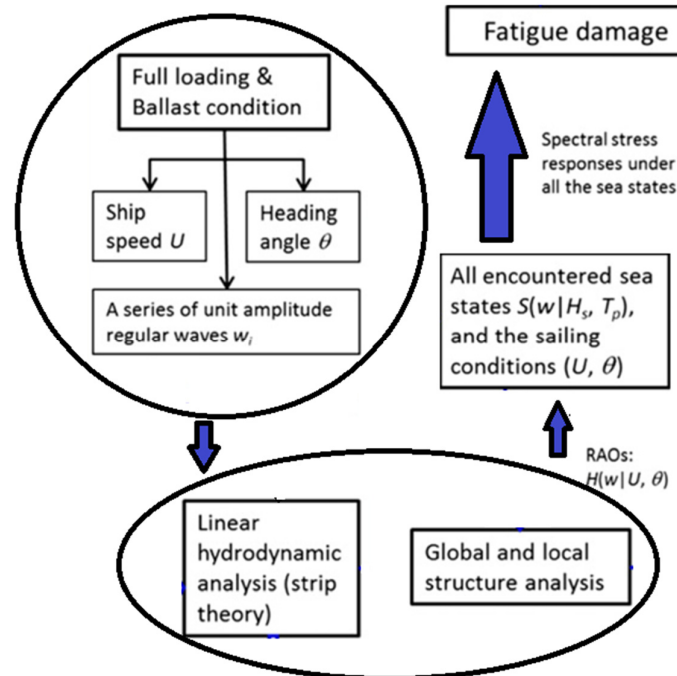 Full loading &
Ballast condition
Ship
speed U
Heading
angle θ
A series of unit amplitude
regular waves wᵢ
Linear
hydrodynamic
analysis (strip
theory)
Global and local
structure analysis
RAOs:
H(w|U, θ)
All encountered sea
states S(w|Hₛ, Tₚ),
and the sailing
conditions (U, θ)
Spectral stress
responses under
all the sea states
Fatigue damage